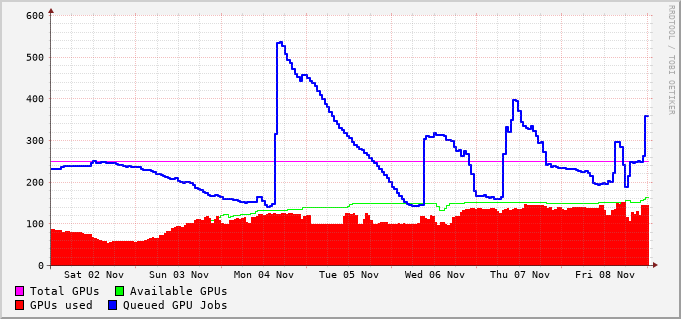 600
500
400
300
200
100
0
Sat 02 Nov Sun 03 Nov Mon 04 Nov Tue 05 Nov Wed 06 Nov Thu 07 Nov Fri 08 Nov
Total GPUs Available GPUs
GPUs used Queued GPU Jobs
RRDTOOL / TOBI OETIKER